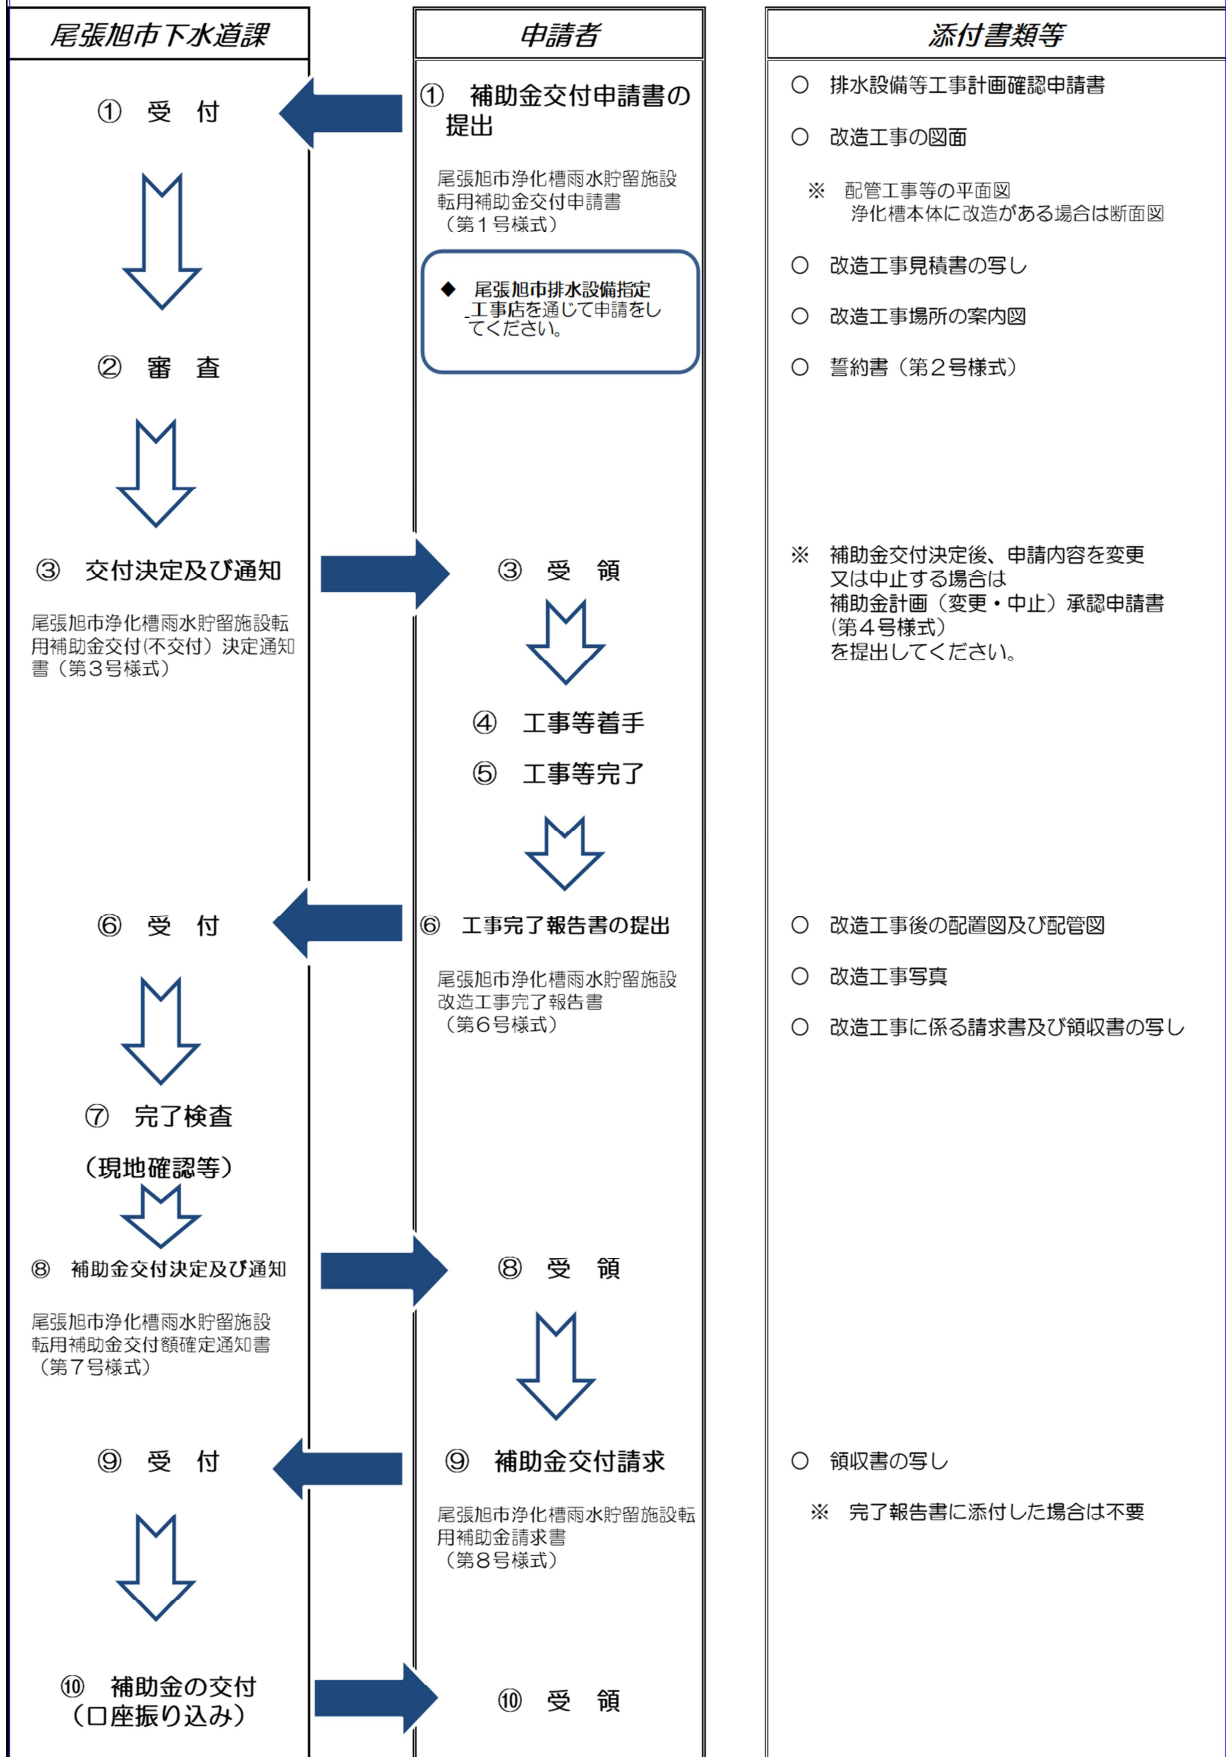 尾張旭市下水道課
申請者
添付書類等
① 受 付
① 補助金交付申請書の
提出
尾張旭市浄化槽雨水貯留施設
転用補助金交付申請書
（第１号様式）
◆ 尾張旭市排水設備指定
工事店を通じて申請をし
てください。
○ 排水設備等工事計画確認申請書
○ 改造工事の図面
※ 配管工事等の平面図
浄化槽本体に改造がある場合は断面図
○ 改造工事見積書の写し
○ 改造工事場所の案内図
○ 誓約書（第２号様式）
② 審 査
③ 交付決定及び通知
尾張旭市浄化槽雨水貯留施設転
用補助金交付(不交付）決定通知
書（第３号様式）
③ 受 領
※ 補助金交付決定後、申請内容を変更
又は中止する場合は
補助金計画（変更・中止）承認申請書
(第４号様式）
を提出してください。
④ 工事等着手
⑤ 工事等完了
⑥ 受 付
⑥ 工事完了報告書の提出
尾張旭市浄化槽雨水貯留施設
改造工事完了報告書
（第６号様式）
○ 改造工事後の配置図及び配管図
○ 改造工事写真
○ 改造工事に係る請求書及び領収書の写し
⑦ 完了検査
（現地確認等）
⑧ 補助金交付決定及び通知
尾張旭市浄化槽雨水貯留施設
転用補助金交付額確定通知書
（第７号様式）
⑧ 受 領
⑨ 受 付
⑨ 補助金交付請求
尾張旭市浄化槽雨水貯留施設転
用補助金請求書
（第８号様式）
○ 領収書の写し
※ 完了報告書に添付した場合は不要
⑩ 補助金の交付
（口座振り込み）
⑩ 受 領